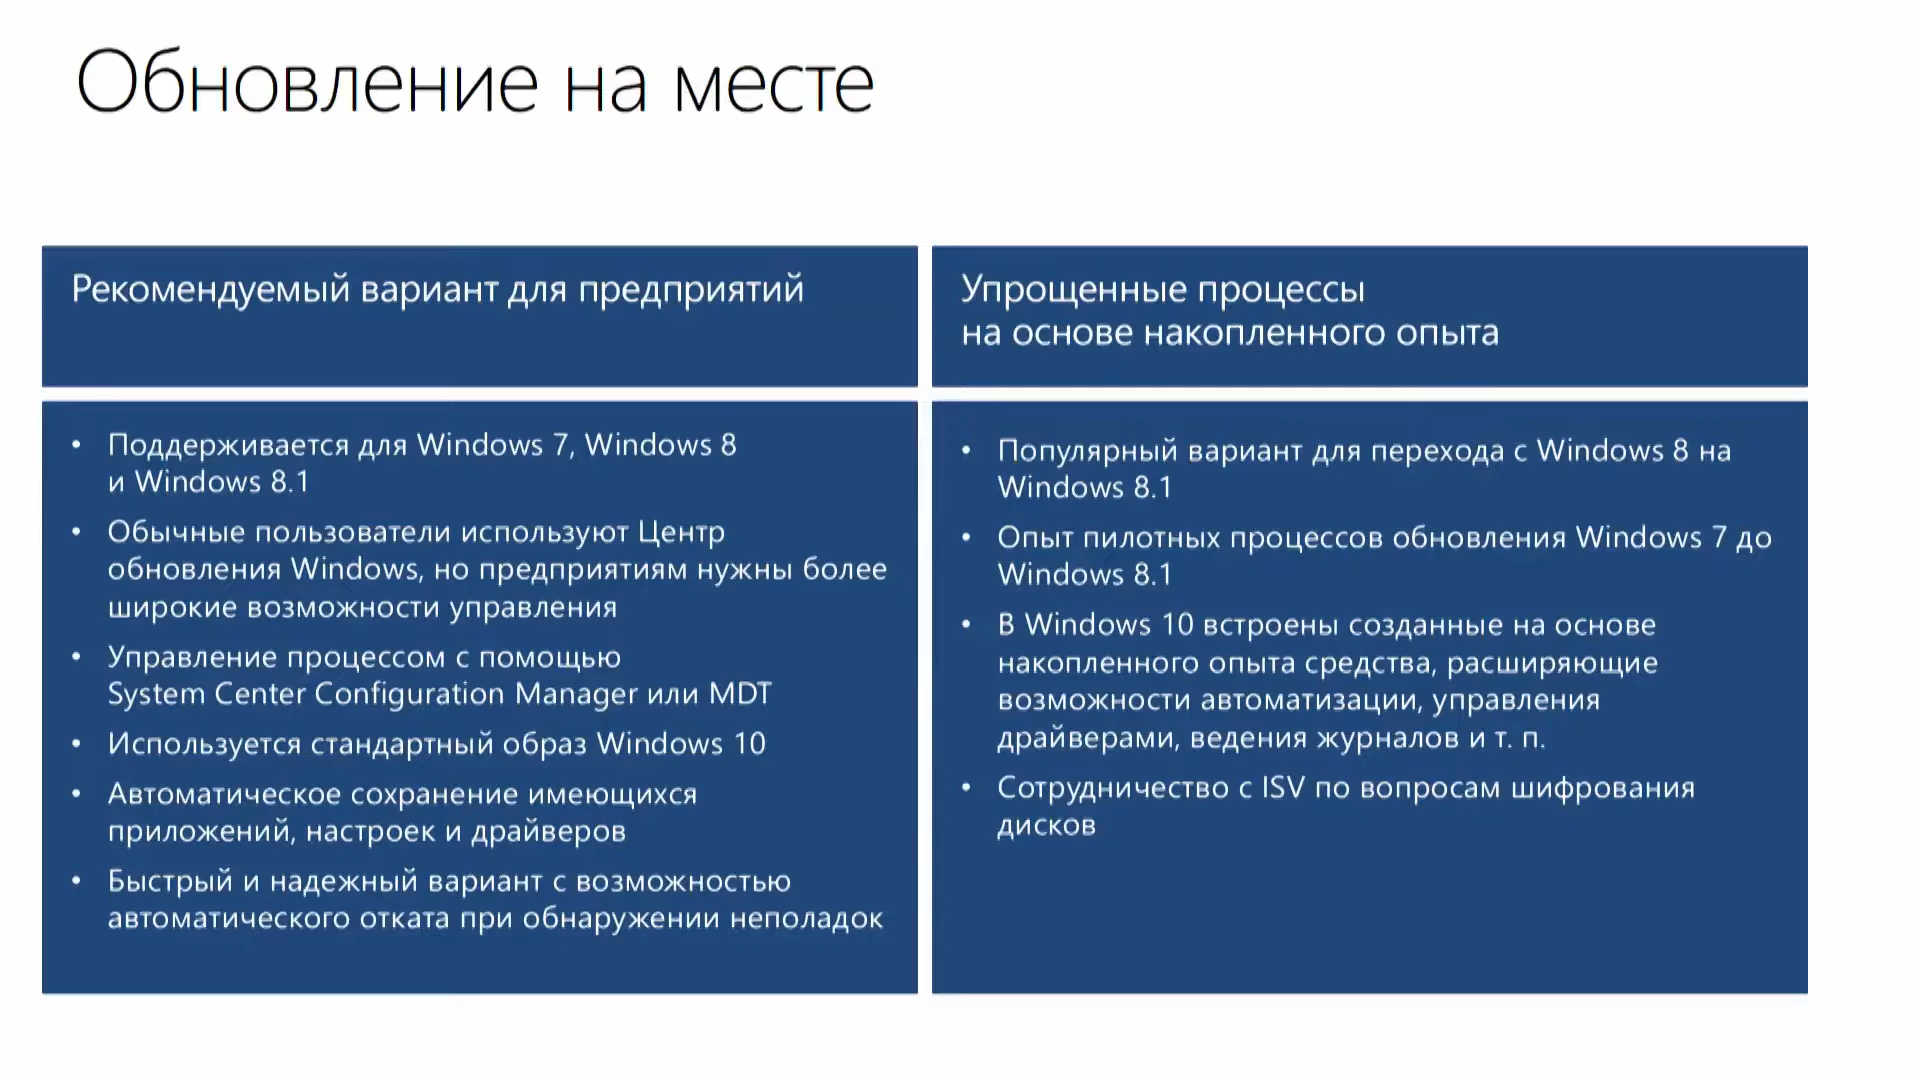 Обновление на месте
Рекомендуемый вариант для предприятий
• Поддерживается для Windows 7, Windows 8
и Windows 8.1
• Обычные пользователи используют Центр
обновления Windows, но предприятиям нужны более
широкие возможности управления
• Управление процессом с помощью
System Center Configuration Manager или MDT
• Используется стандартный образ Windows 10
• Автоматическое сохранение имеющихся
приложений, настроек и драйверов
• Быстрый и надежный вариант с возможностью
автоматического отката при обнаружении неполадок
Упрощенные процессы
на основе накопленного опыта
• Популярный вариант для перехода с Windows 8 на
Windows 8.1
• Опыт пилотных процессов обновления Windows 7 до
Windows 8.1
• В Windows 10 встроены созданные на основе
накопленного опыта средства, расширяющие
возможности автоматизации, управления
драйверами, ведения журналов и т. п.
• Сотрудничество с ISV по вопросам шифрования
дисков